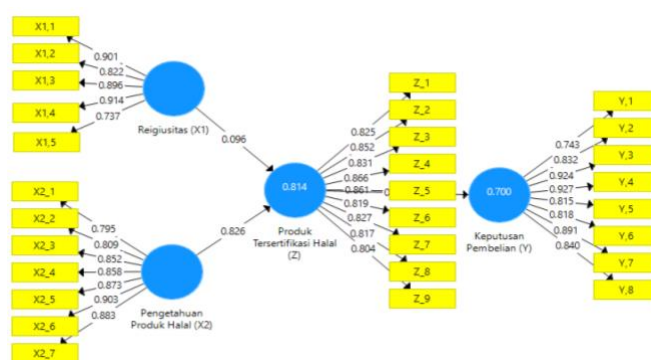 X1,1
X1,2
X1,3
X1,4
X1,5
0.901
0.822
0.896
0.914
0.737
Reigiusitas (X1)
0.096
X2_1
X2_2
X2_3
X2_4
X2_5
X2_6
X2_7
0.795
0.809
0.852
0.858
0.873
0.903
0.883
Pengetahuan
Produk Halal (X2)
0.826
0.814
Produk
Tersertifikasi Halal
(Z)
0.825
0.852
0.831
0.866
0.861
0.819
0.827
0.817
0.804
Z_1
Z_2
Z_3
Z_4
Z_5
Z_6
Z_7
Z_8
Z_9
0.700
Keputusan
Pembelian (Y)
0.743
0.832
0.924
0.927
0.815
0.818
0.891
0.840
Y,1
Y,2
Y,3
Y,4
Y,5
Y,6
Y,7
Y,8